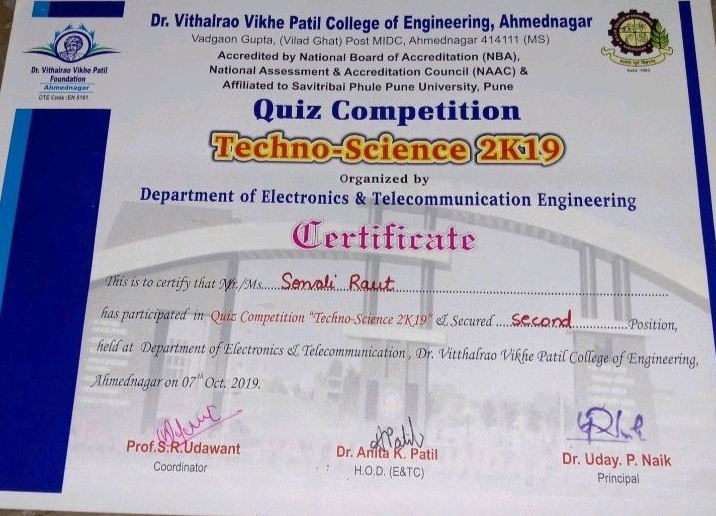 Dr. Vithalrao Vikhe Patil College of Engineering, Ahmednagar
Vadgaon Gupta, (Vilad Ghat) Post MIDC, Ahmednagar 414111 (MS)
Accredited by National Board of Accreditation (NBA),
National Assessment & Accreditation Council (NAAC) &
Affiliated to Savitribai Phule Pune University, Pune
Dr. Vithalrao Vikhe Patil
Foundation
Ahmednagar
DTE Code : EN 5161
Estd. 1983
Quiz Competition
Techno-Science 2K19
Organized by
Department of Electronics & Telecommunication Engineering
Certificate
This is to certify that Mr./Ms..... Sonali Raut
has participated in Quiz Competition "Techno-Science 2K19" & Secured ..... second .............. Position,
held at Department of Electronics & Telecommunication , Dr. Vitthalrao Vikhe Patil College of Engineering,
Ahmednagar on 07th Oct. 2019.
Prof.S.R.Udawant
Coordinator
Dr. Anita K. Patil
H.O.D. (E&TC)
Dr. Uday. P. Naik
Principal